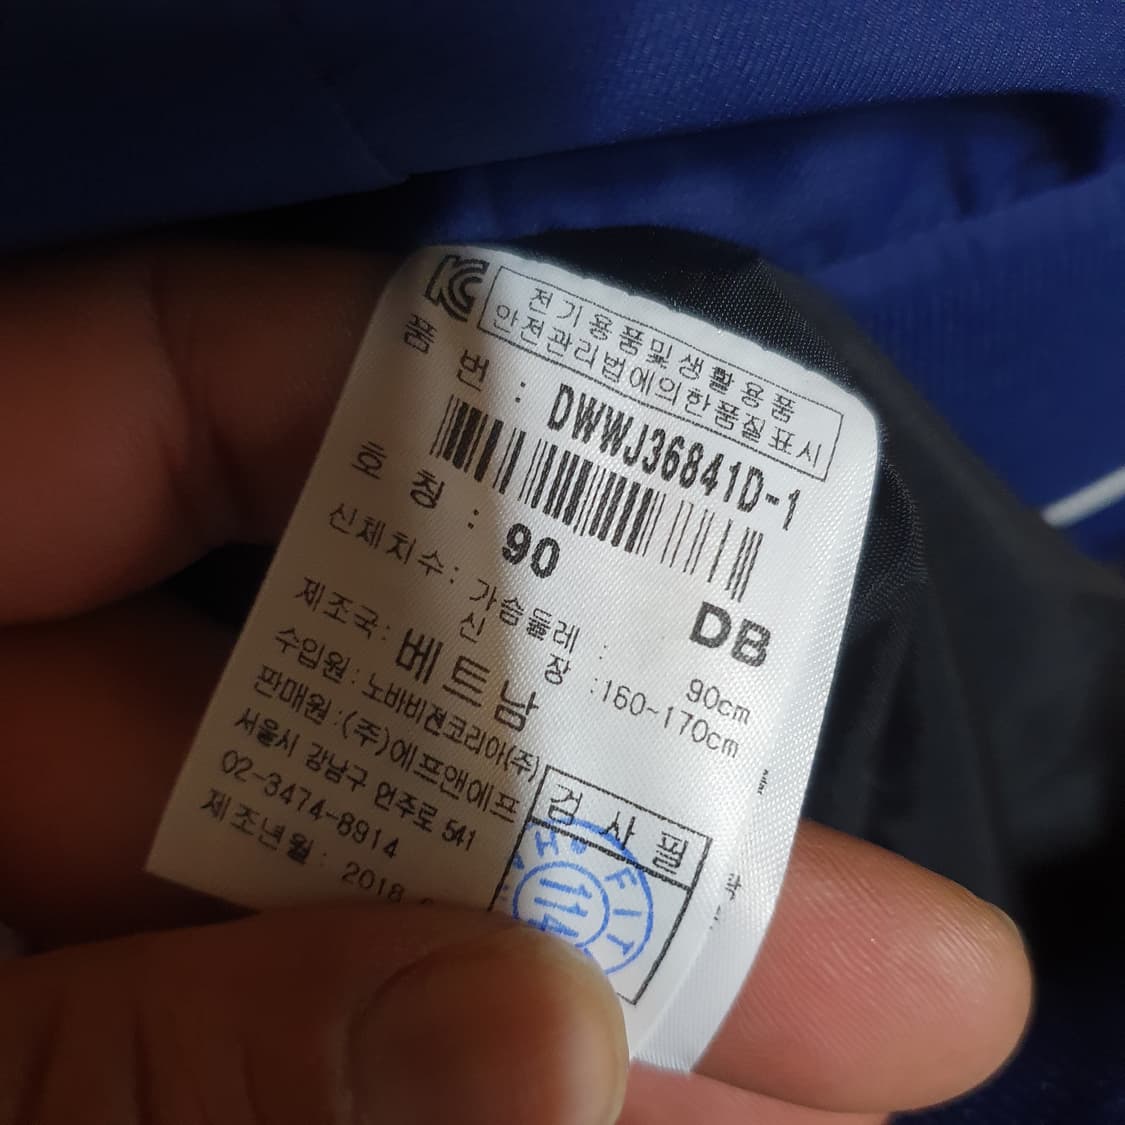 KC
전기용품및생활용품
안전관리법에의한품질표시
품 번 : DWWJ36841D-1
호 칭 : 90 DB
신체치수 : 가슴둘레 : 90cm
신 장 : 160~170cm
제조국 : 베트남
수입원 : 노바비젼코리아(주)
판매원 : (주)에프앤에프
서울시 강남구 언주로 541
02-3474-8914
제조년월 : 2018
검 사 필
FIT
114